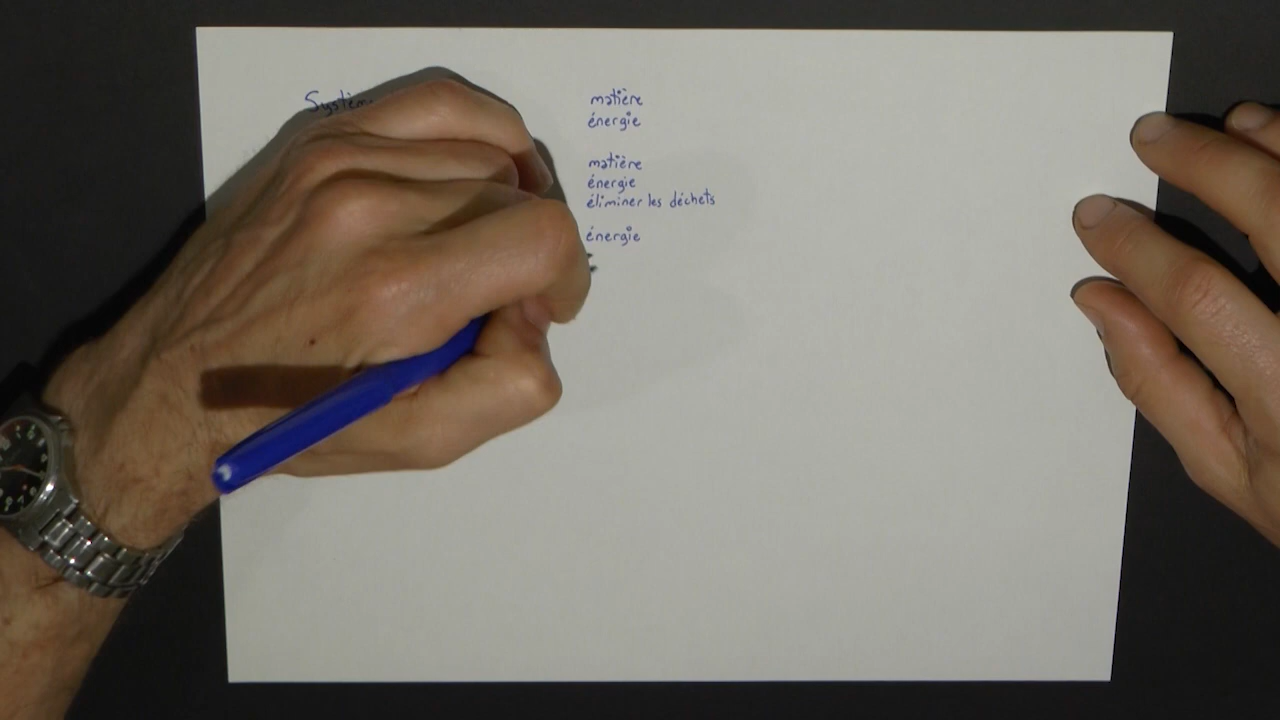 matière
énergie
matière
énergie
éliminer les déchets
énergie